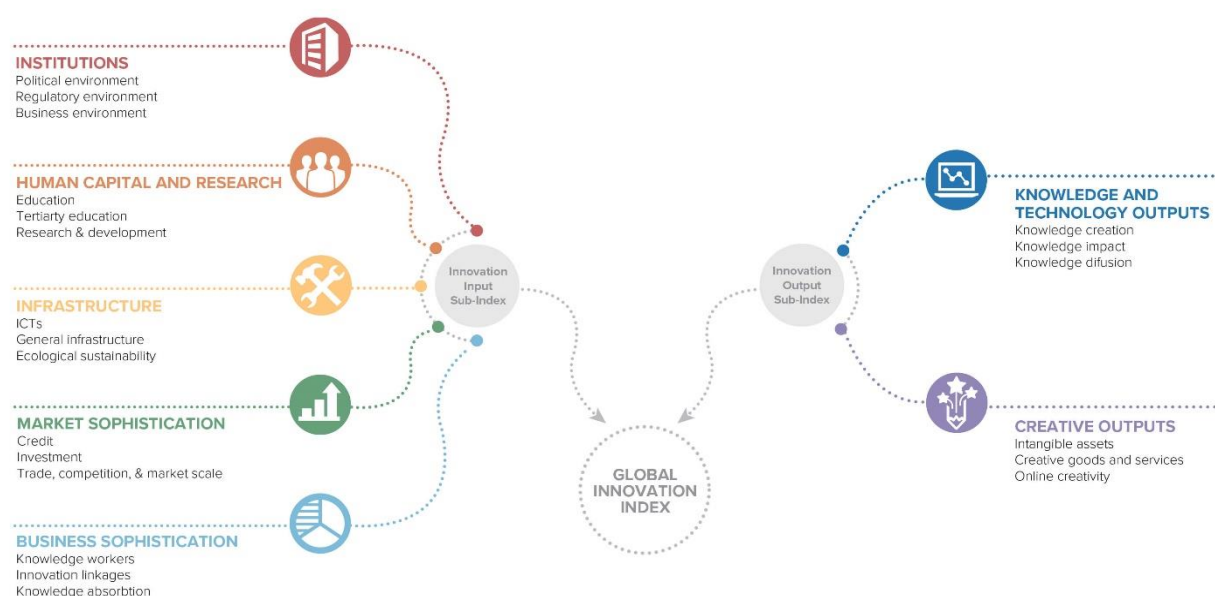 INSTITUTIONS
Political environment
Regulatory environment
Business environment
HUMAN CAPITAL AND RESEARCH
Education
Tertiarty education
Research & development
INFRASTRUCTURE
ICTs
General infrastructure
Ecological sustainability
MARKET SOPHISTICATION
Credit
Investment
Trade, competition, & market scale
BUSINESS SOPHISTICATION
Knowledge workers
Innovation linkages
Knowledge absorbtion
Innovation
Input
Sub-Index
GLOBAL
INNOVATION
INDEX
Innovation
Output
Sub-Index
KNOWLEDGE AND
TECHNOLOGY OUTPUTS
Knowledge creation
Knowledge impact
Knowledge difusion
CREATIVE OUTPUTS
Intangible assets
Creative goods and services
Online creativity